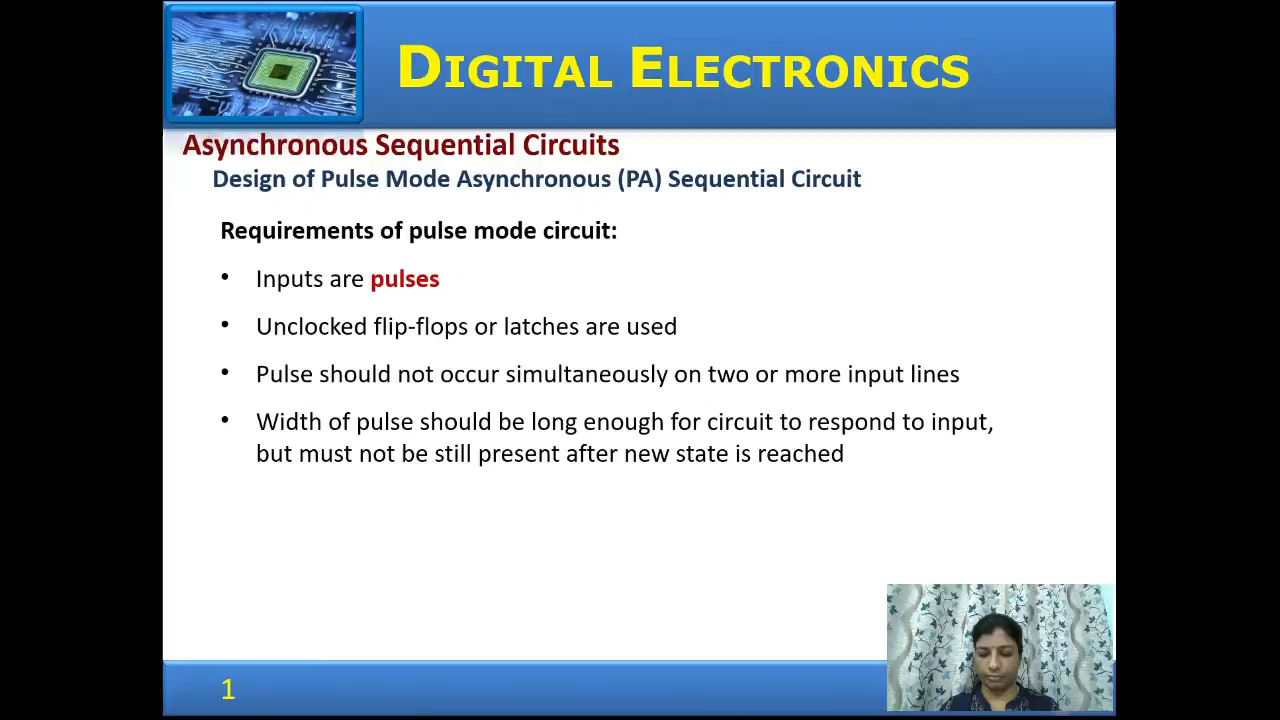 DIGITAL ELECTRONICS
Asynchronous Sequential Circuits
Design of Pulse Mode Asynchronous (PA) Sequential Circuit
Requirements of pulse mode circuit:
• Inputs are pulses
• Unclocked flip-flops or latches are used
• Pulse should not occur simultaneously on two or more input lines
• Width of pulse should be long enough for circuit to respond to input,
but must not be still present after new state is reached
1